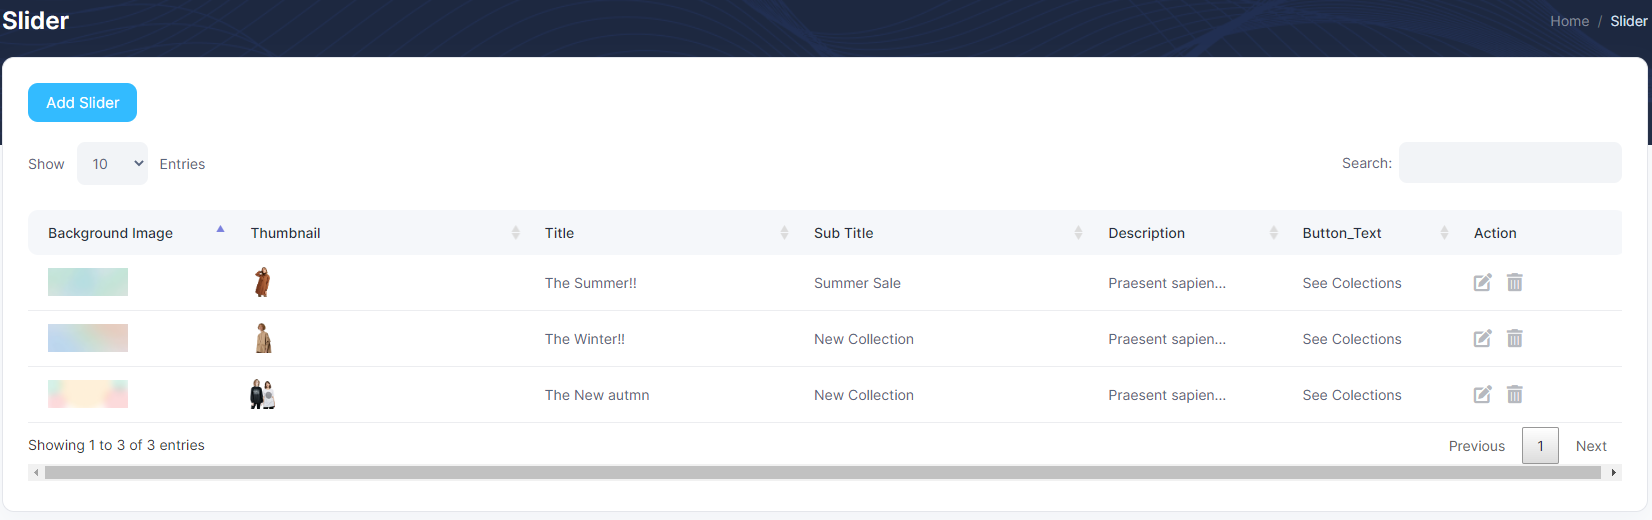 Slider
Home / Slider
Add Slider
Show 10 Entries
Search:
Background Image Thumbnail Title Sub Title Description Button_Text Action
The Summer!! Summer Sale Praesent sapien... See Colections
The Winter!! New Collection Praesent sapien... See Colections
The New autmn New Collection Praesent sapien... See Colections
Showing 1 to 3 of 3 entries
Previous 1 Next